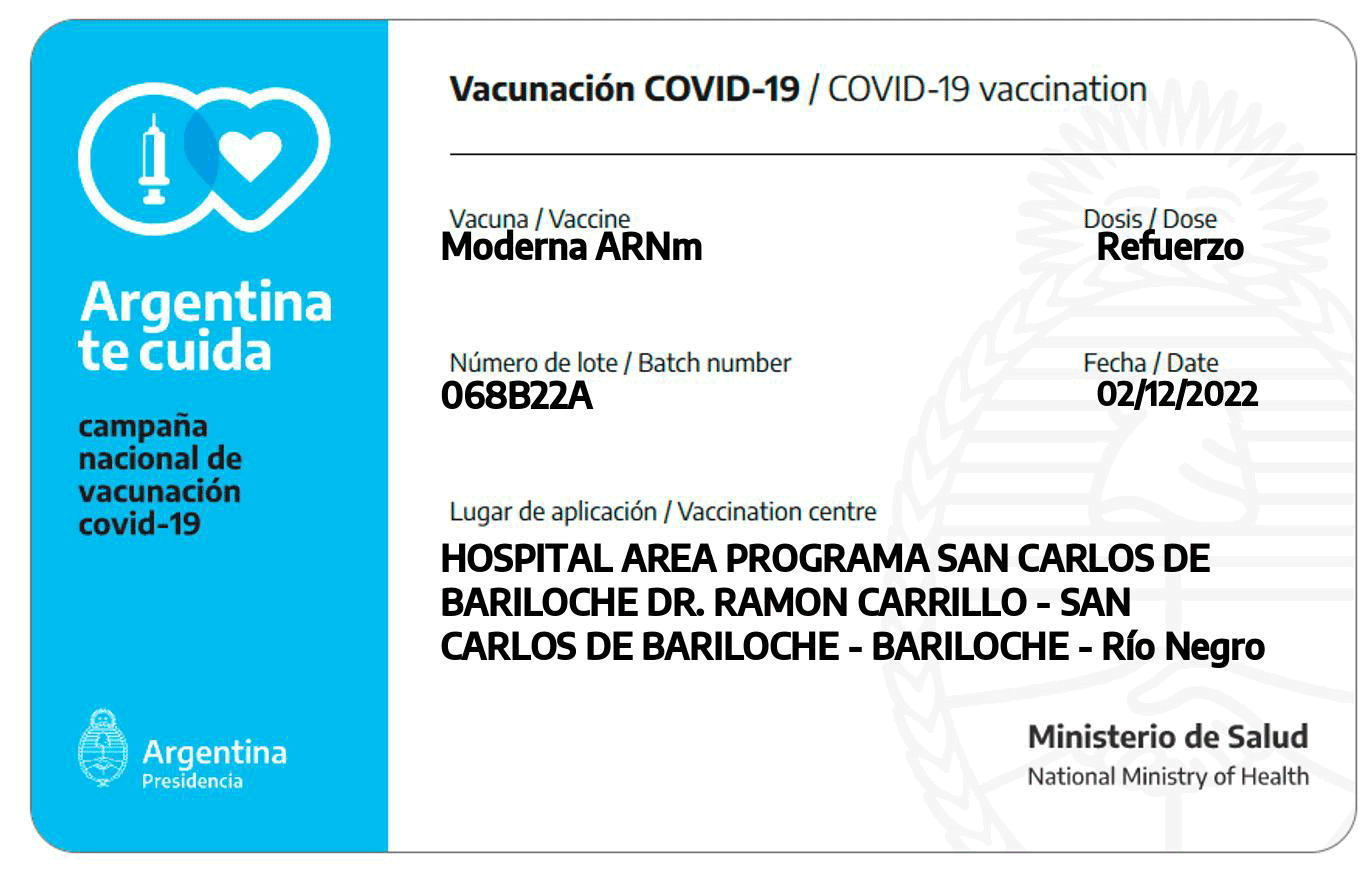 Vacunación COVID-19 / COVID-19 vaccination
Vacuna / Vaccine
Moderna ARNm
Dosis / Dose
Refuerzo
Número de lote / Batch number
068B22A
Fecha / Date
02/12/2022
Lugar de aplicación / Vaccination centre
HOSPITAL AREA PROGRAMA SAN CARLOS DE
BARILOCHE DR. RAMON CARRILLO - SAN
CARLOS DE BARILOCHE - BARILOCHE - Río Negro
Ministerio de Salud
National Ministry of Health
Argentina
te cuida
campaña
nacional de
vacunación
covid-19
Argentina
Presidencia